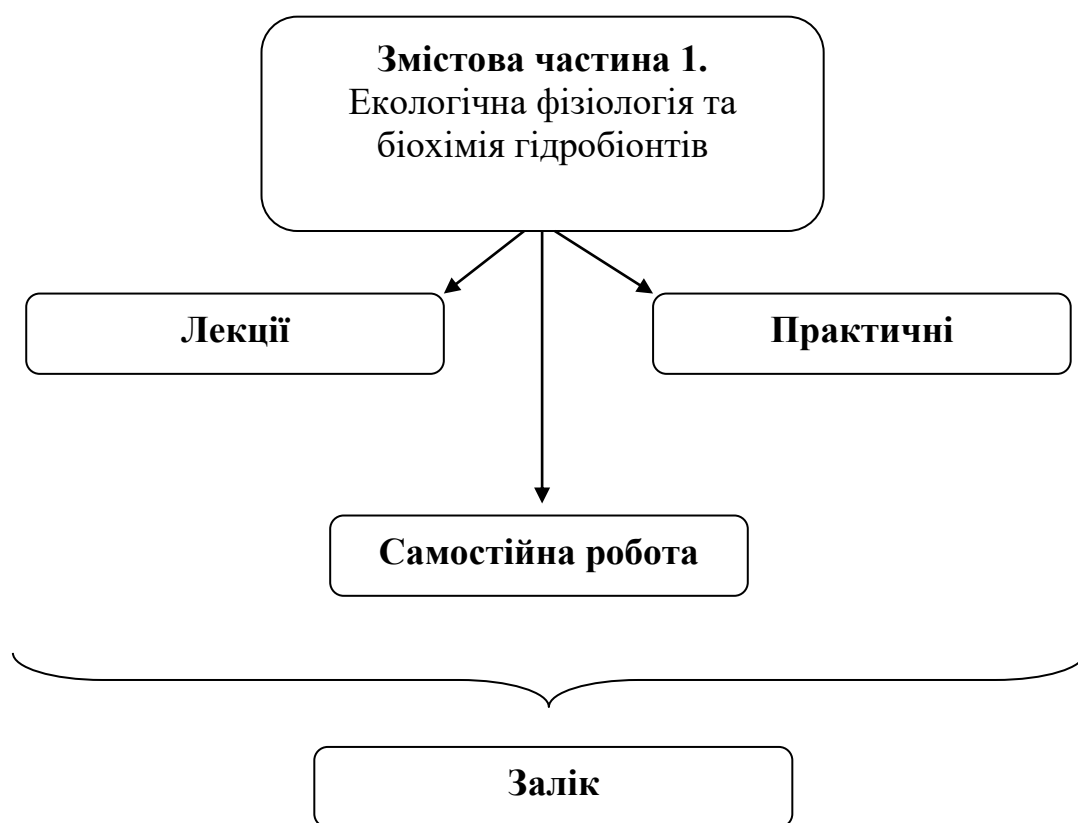 Змістова частина 1.
Екологічна фізіологія та
біохімія гідробіонтів
Лекції
Практичні
Самостійна робота
Залік